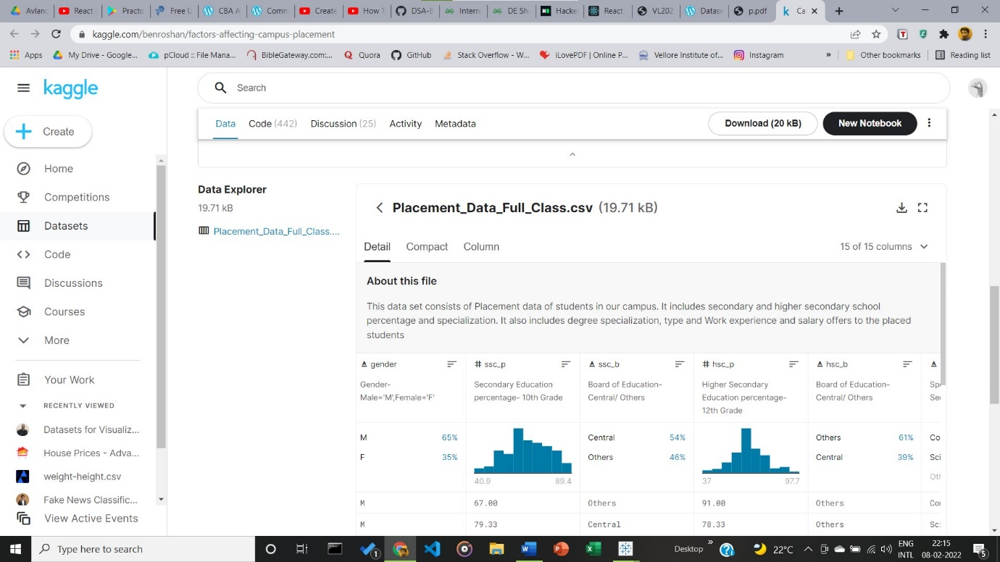 Avlanc
React
Practo
Free U
CBA A
Comm
Create
How T
DSA-B
Intern
DE Sh
Hacke
React
VL202
Datase
p.pdf
Ca
kaggle.com/benroshan/factors-affecting-campus-placement
Apps
My Drive - Google...
pCloud :: File Mana...
BibleGateway.com:...
Quora
GitHub
Stack Overflow - W...
iLovePDF | Online P...
Vellore Institute of...
Instagram
»
Other bookmarks
Reading list
kaggle
Search
Create
Data
Code (442)
Discussion (25)
Activity
Metadata
Download (20 kB)
New Notebook
Home
Competitions
Datasets
Code
Discussions
Courses
More
Your Work
RECENTLY VIEWED
Datasets for Visualiz...
House Prices - Adva...
weight-height.csv
Fake News Classific...
View Active Events
Data Explorer
19.71 kB
Placement_Data_Full_Class....
Placement_Data_Full_Class.csv (19.71 kB)
Detail
Compact
Column
15 of 15 columns
About this file
This data set consists of Placement data of students in our campus. It includes secondary and higher secondary school
percentage and specialization. It also includes degree specialization, type and Work experience and salary offers to the placed
students
A gender
# ssc_p
A ssc_b
# hsc_p
A hsc_b
A
Gender-
Male='M',Female='F'
Secondary Education
percentage- 10th Grade
Board of Education-
Central/ Others
Higher Secondary
Education percentage-
12th Grade
Board of Education-
Central/ Others
Sp
Se
M 65%
F 35%
40.9 89.4
Central 54%
Others 46%
37 97.7
Others 61%
Central 39%
Co
Sci
Oth
M 67.00 Others 91.00 Others Co
M 79.33 Central 78.33 Others Sc
Type here to search
1
Desktop
»
22°C
ENG
INTL
22:15
08-02-2022
5